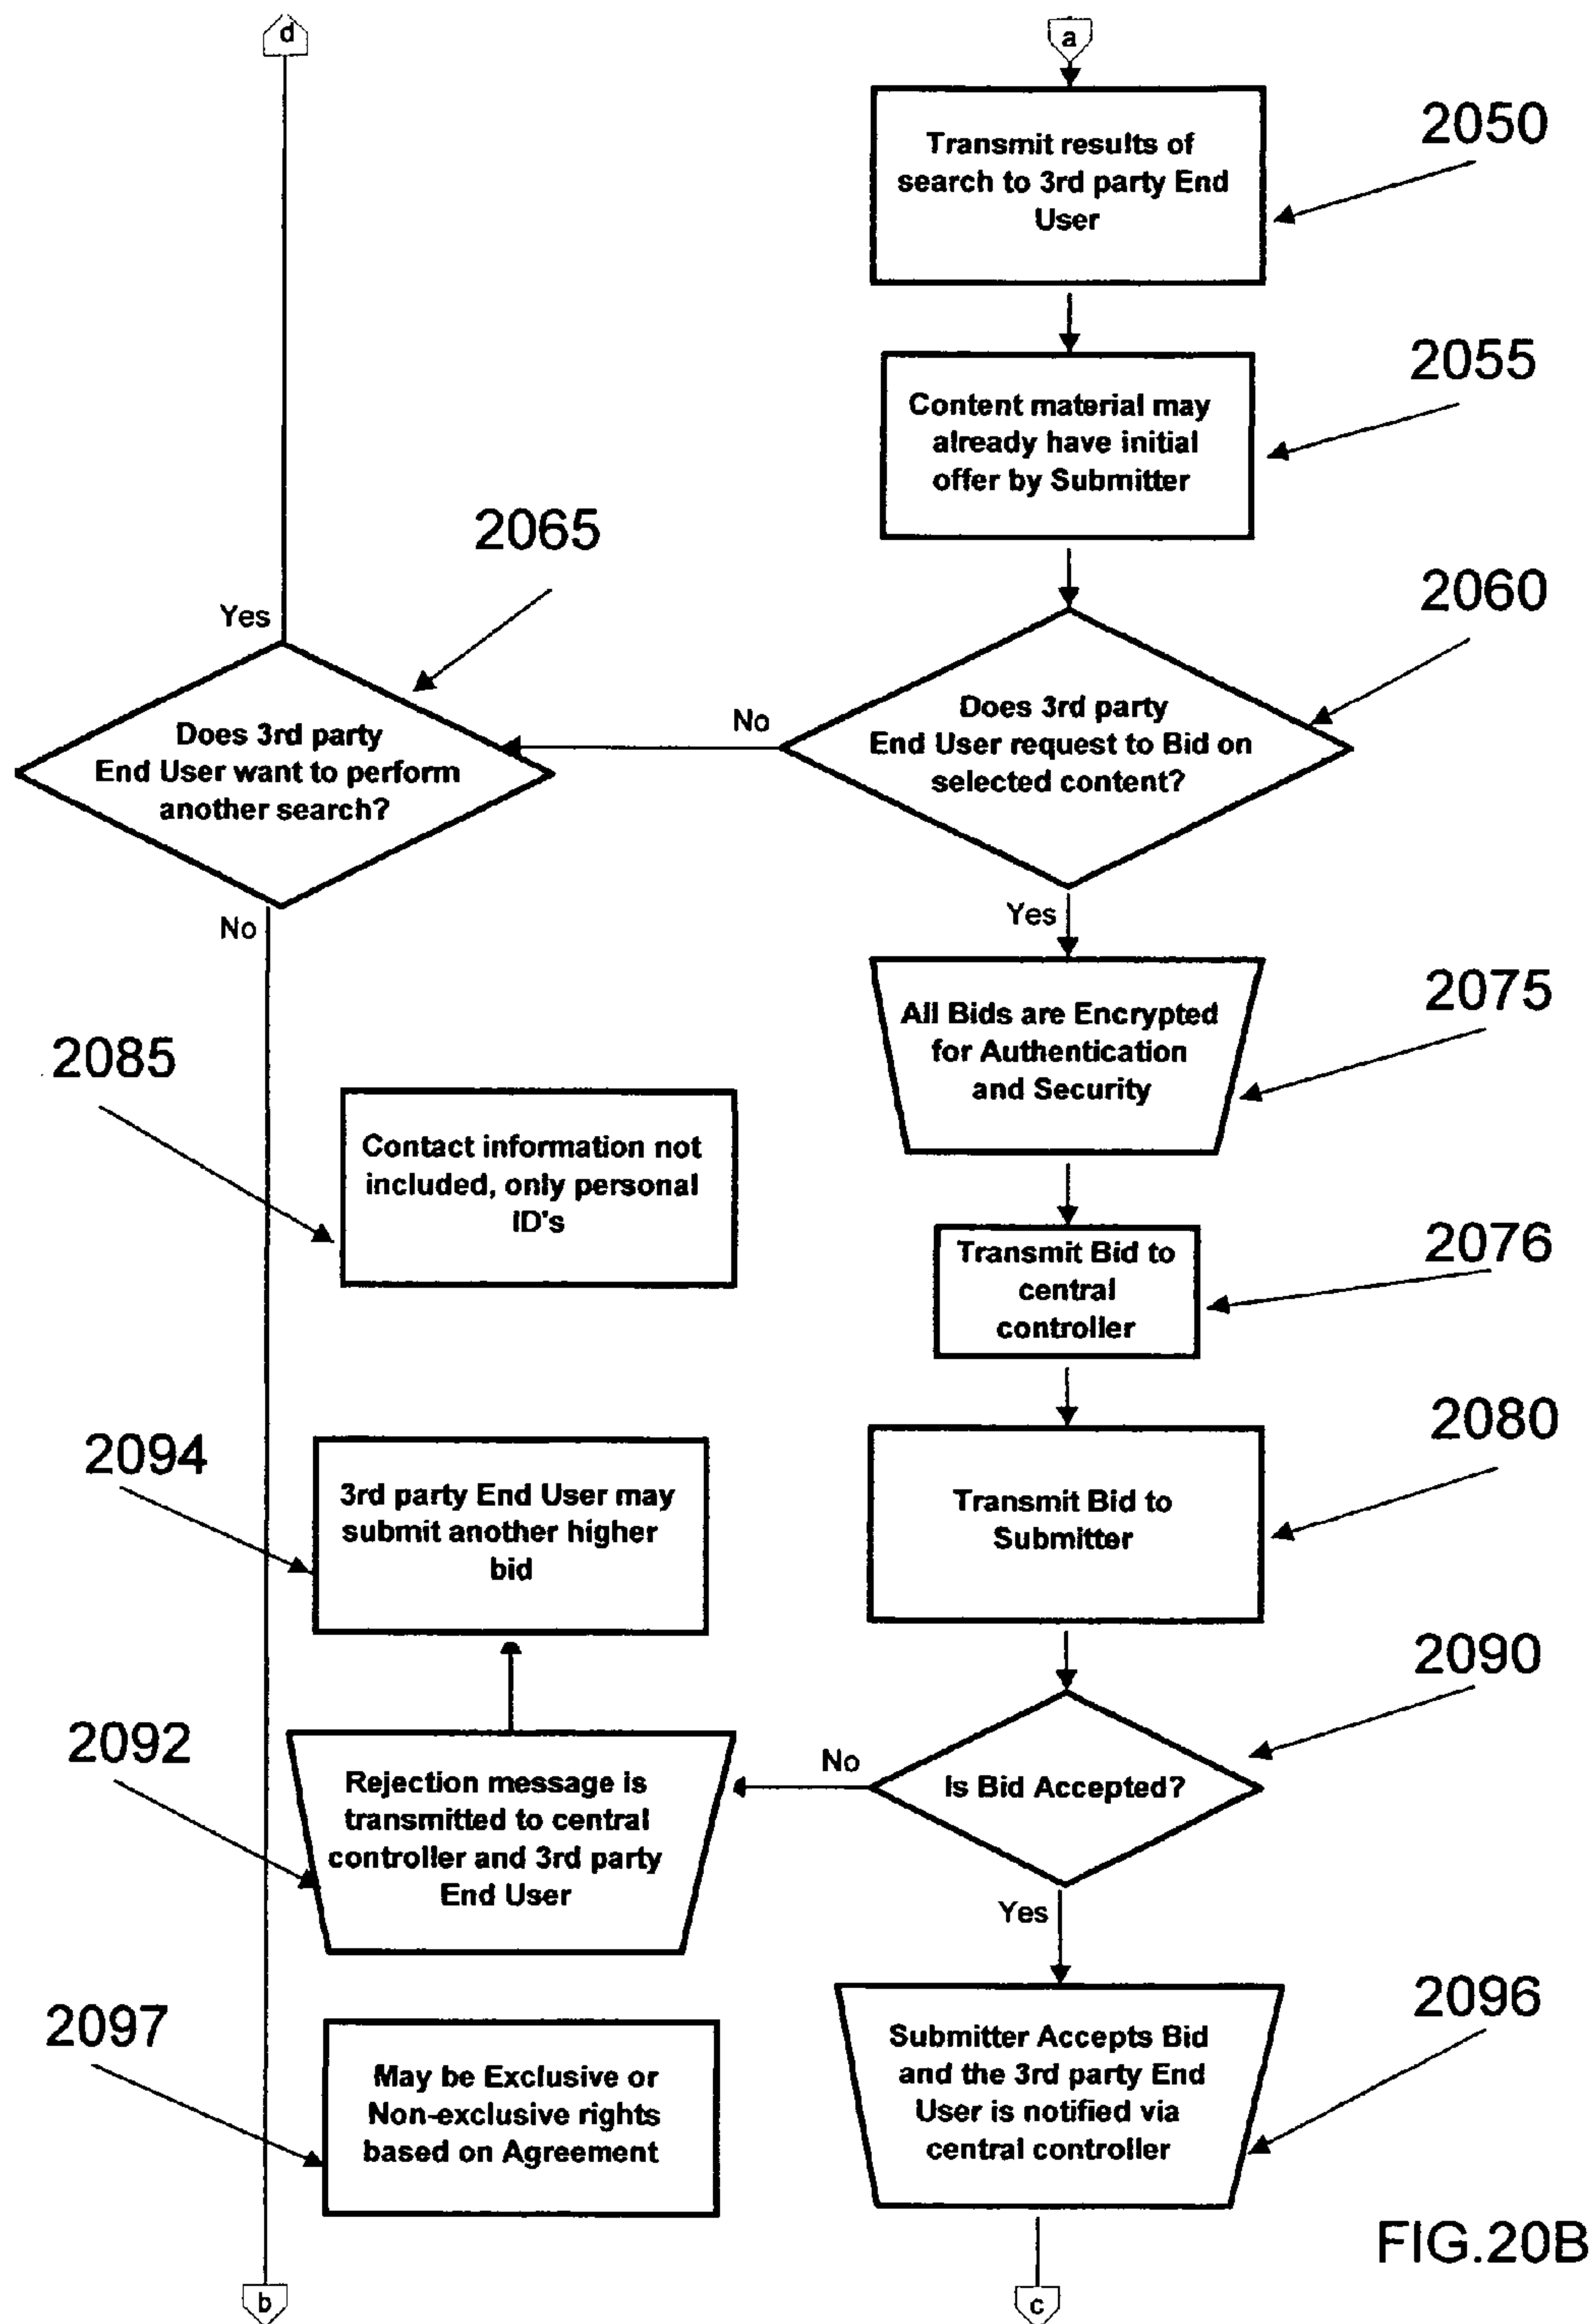 d
a
Transmit results of
search to 3rd party End
User
2050
Content material may
already have initial
offer by Submitter
2055
2065
2060
Yes
Does 3rd party
End User want to perform
another search?
No
Does 3rd party
End User request to Bid on
selected content?
No
Yes
All Bids are Encrypted
for Authentication
and Security
2075
2085
Contact information not
included, only personal
ID's
Transmit Bid to
central
controller
2076
2094
3rd party End User may
submit another higher
bid
Transmit Bid to
Submitter
2080
2090
2092
Rejection message is
transmitted to central
controller and 3rd party
End User
No
Is Bid Accepted?
Yes
2097
May be Exclusive or
Non-exclusive rights
based on Agreement
Submitter Accepts Bid
and the 3rd party End
User is notified via
central controller
2096
FIG.20B
b
c